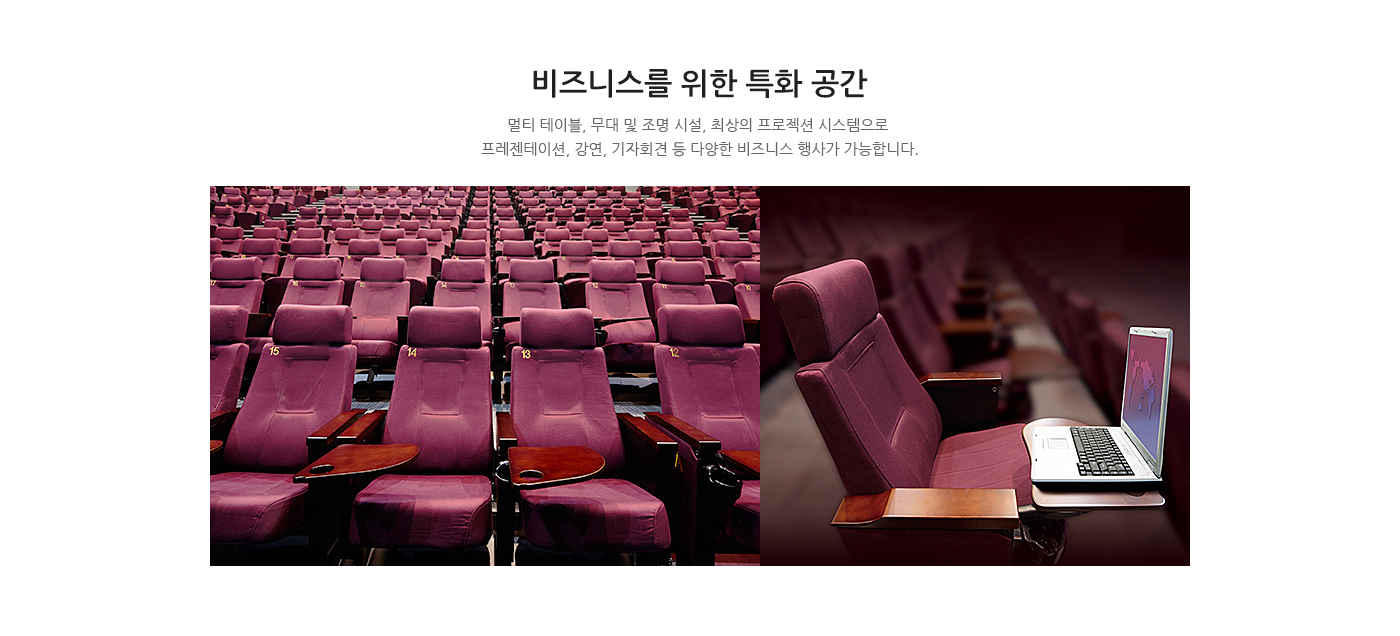 비즈니스를 위한 특화 공간
멀티 테이블, 무대 및 조명 시설, 최상의 프로젝션 시스템으로
프레젠테이션, 강연, 기자회견 등 다양한 비즈니스 행사가 가능합니다.
15 14 13 12